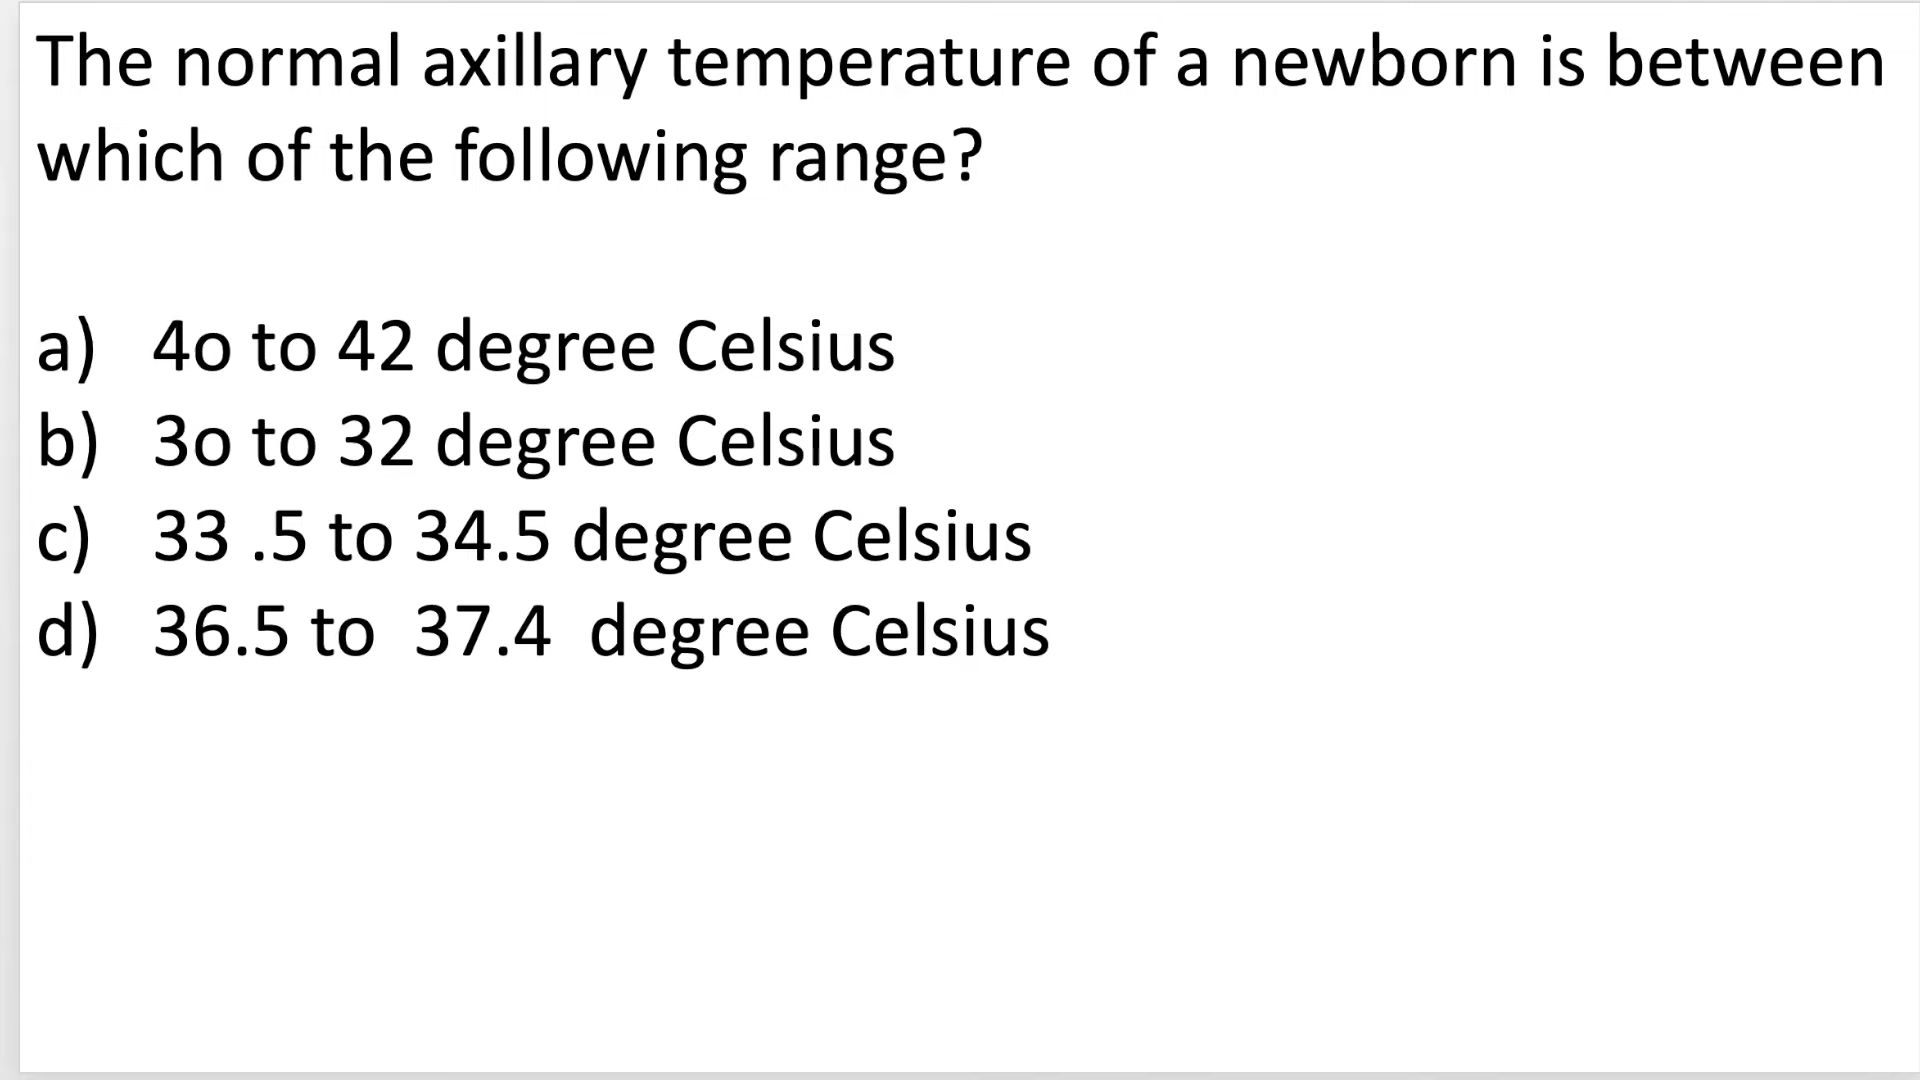 The normal axillary temperature of a newborn is between
which of the following range?
a) 4o to 42 degree Celsius
b) 3o to 32 degree Celsius
c) 33 .5 to 34.5 degree Celsius
d) 36.5 to 37.4 degree Celsius